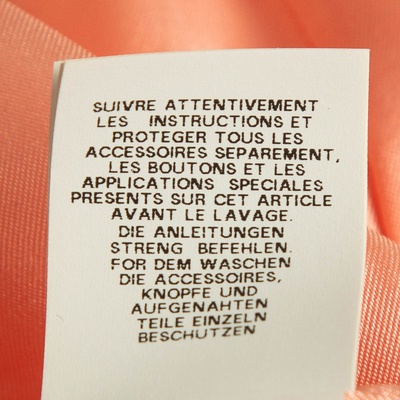 SUIVRE ATTENTIVEMENT
LES INSTRUCTIONS ET
PROTEGER TOUS LES
ACCESSOIRES SEPAREMENT,
LES BOUTONS ET LES
APPLICATIONS SPECIALES
PRESENTS SUR CET ARTICLE
AVANT LE LAVAGE.
DIE ANLEITUNGEN
STRENG BEFEHLEN.
FOR DEM WASCHEN
DIE ACCESSOIRES,
KNOPFE UND
AUFGENAHTEN
TEILE EINZELN
BESCHUTZEN